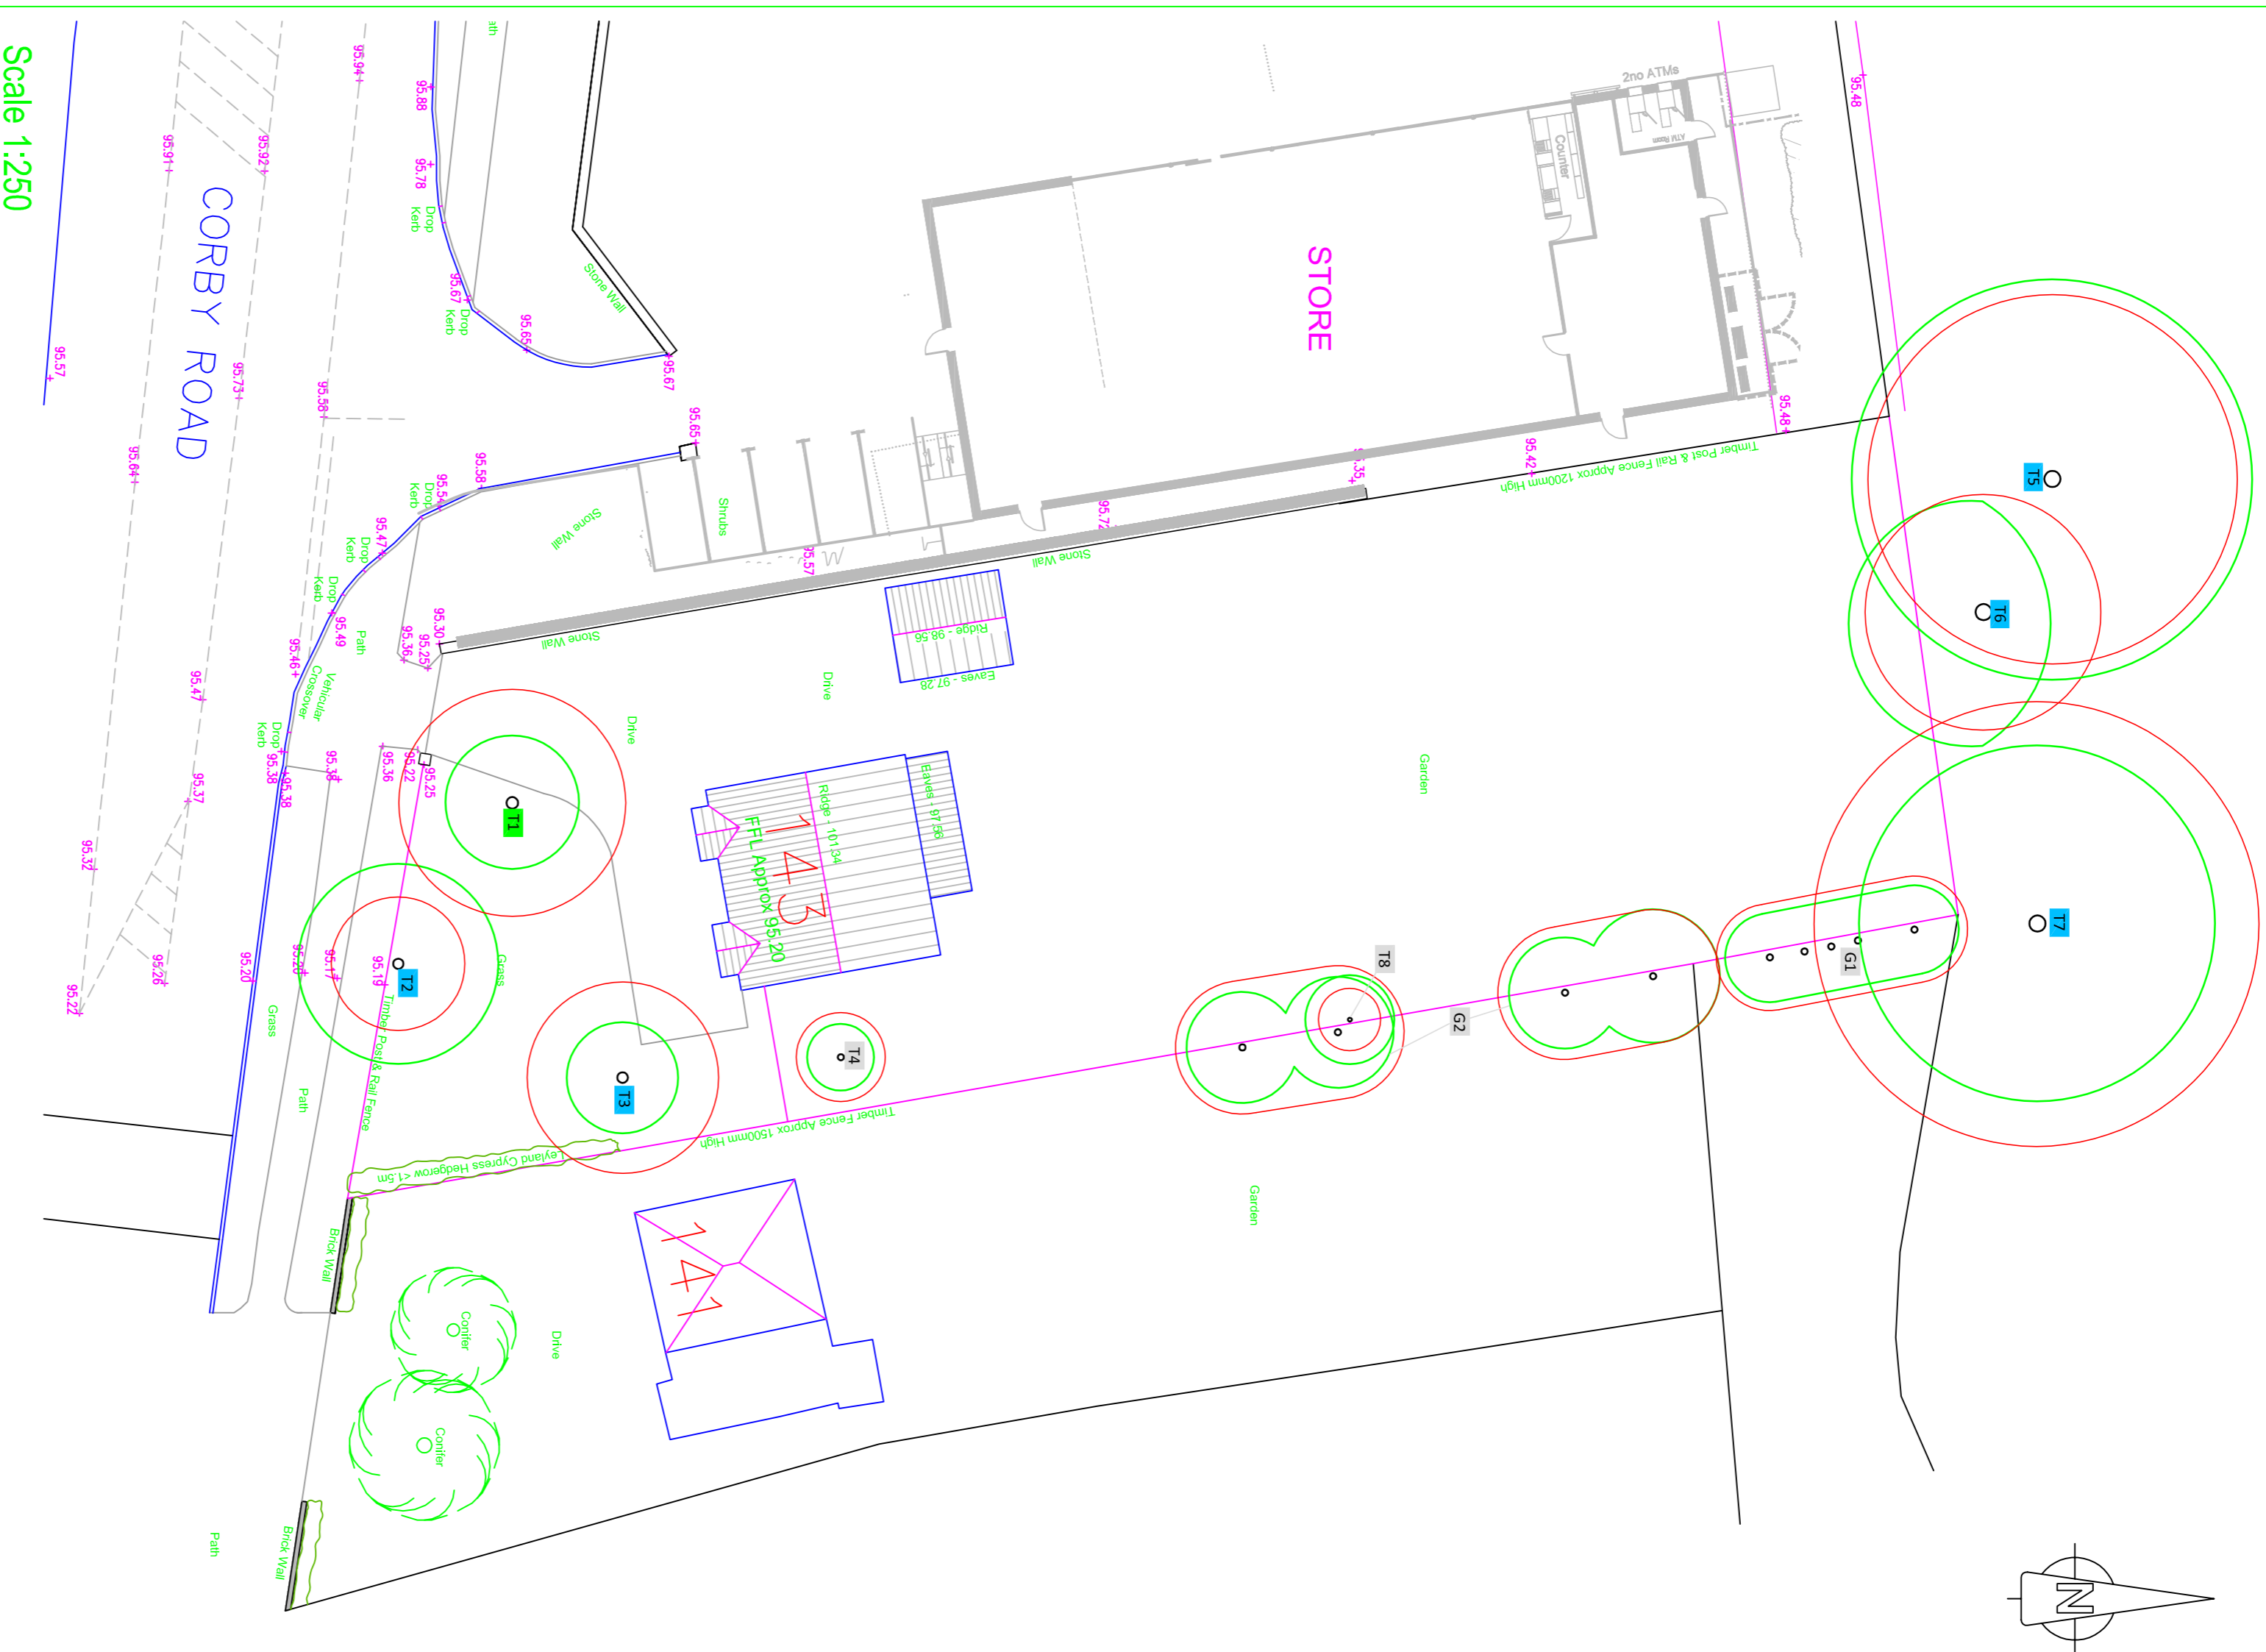 Scale 1:250
CORBY ROAD
STORE
2no ATMs
ATM Room
Counter
95.94
95.88
95.78
95.91
95.92
Drop
Kerb
95.67
Drop
Kerb
95.65
95.67
Stone Wall
95.57
95.73
95.58
95.64
95.65
95.58
95.54
Drop
Kerb
95.47
Drop
Kerb
Drop
Kerb
95.49
Path
95.46
Vehicular
Crossover
Drop
Kerb
95.38
95.38
95.38
95.47
95.37
95.32
95.26
95.22
95.30
95.25
95.36
95.36
95.22
95.25
Stone Wall
Shrubs
Stone Wall
95.57
95.72
Stone Wall
95.42
Timber Post & Rail Fence Approx 1200mm High
95.48
95.48
Ridge - 98.56
Eaves - 97.28
Drive
Drive
Garden
Eaves - 97.56
Ridge - 101.34
143
FFL Approx 95.20
T1
T2
T3
T4
T5
T6
T7
T8
G1
G2
Grass
95.20
95.20
95.17
95.19
Grass
Path
Timber Post & Rail Fence
Timber Fence Approx 1500mm High
Leyland Cypress Hedgerow <1.5m
Brick Wall
141
Garden
Drive
Conifer
Conifer
Brick Wall
Path
N